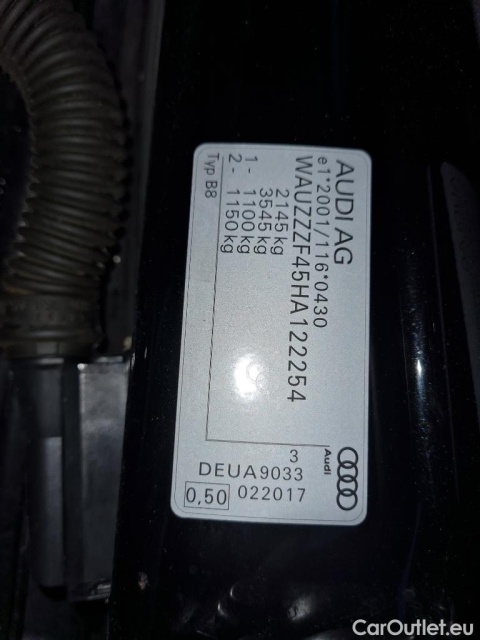 AUDI AG
e1*2001/116*0430
WAUZZZF45HA122254
2145 kg
3545 kg
1 - 1100 kg
2 - 1150 kg
Typ B8
Audi
3
DEUA9033
0,50 022017
CarOutlet.eu